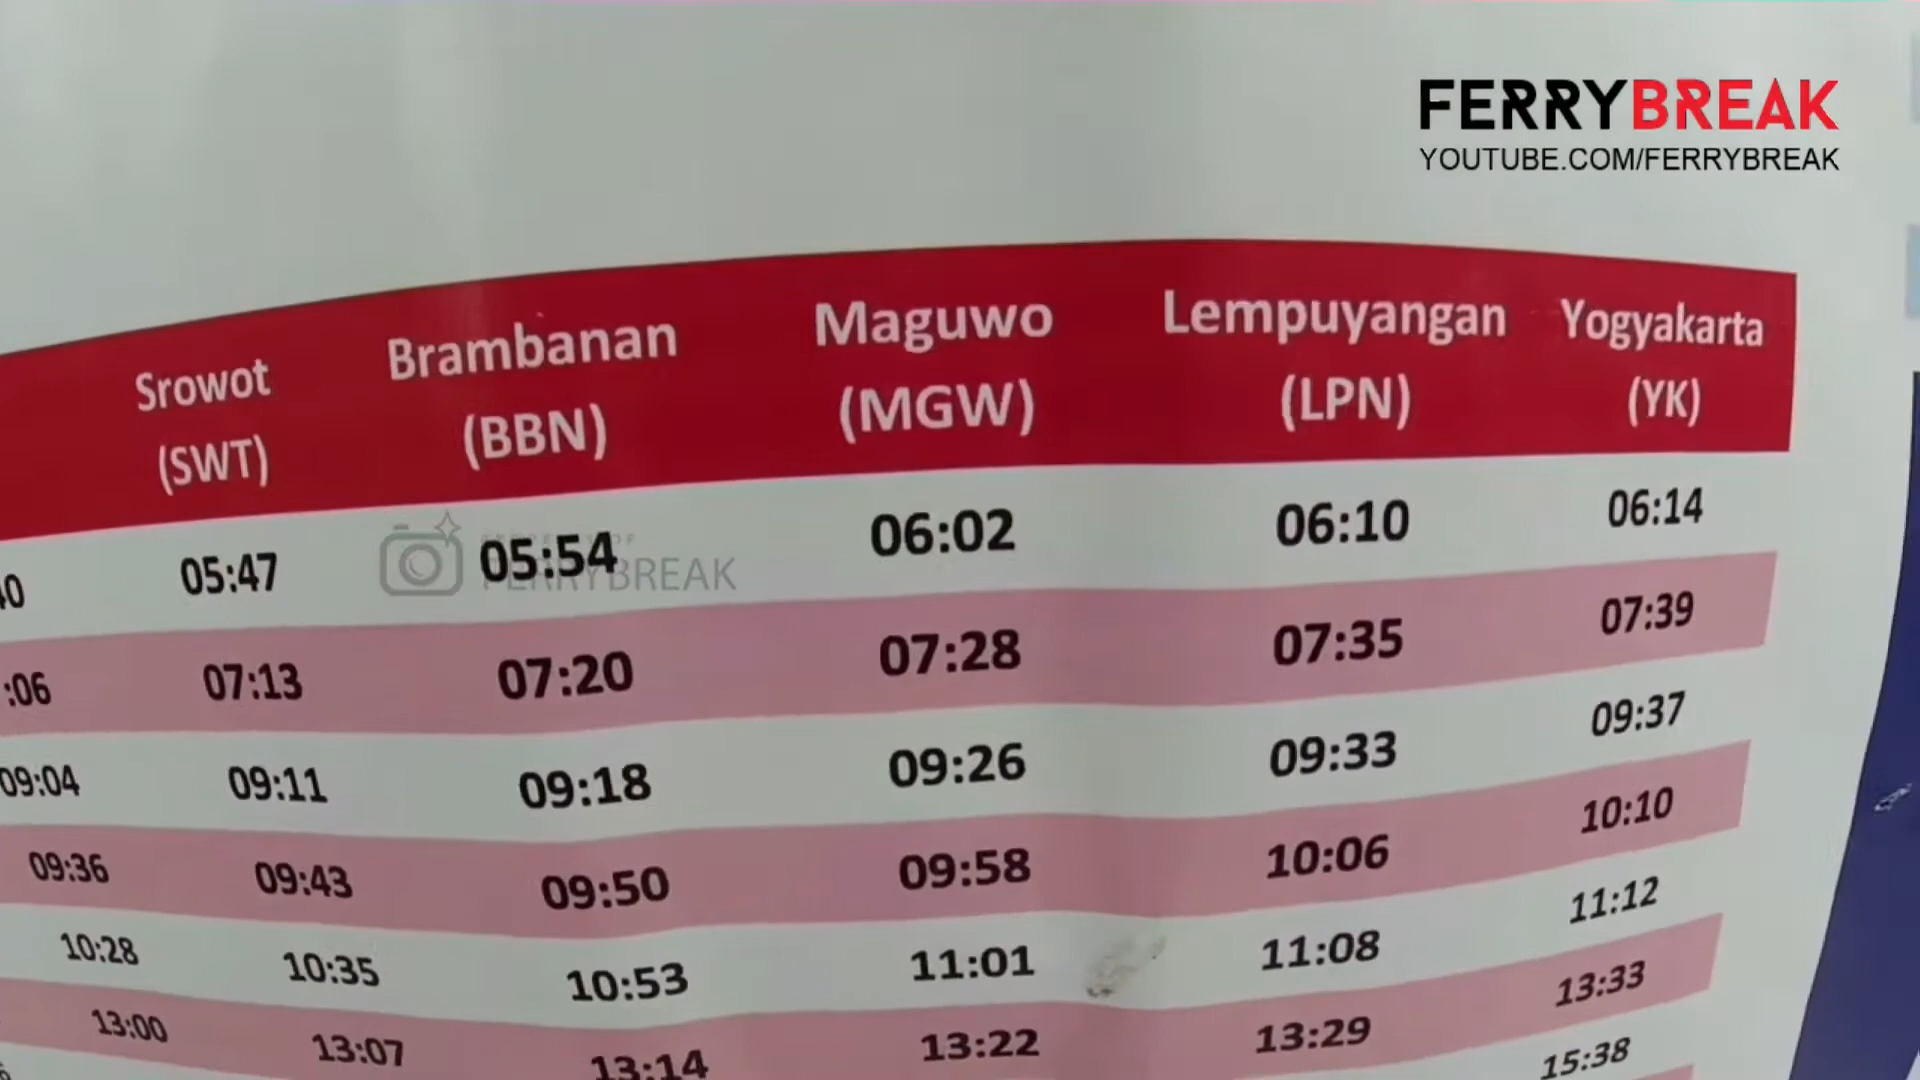 FERRYBREAK
YOUTUBE.COM/FERRYBREAK
Srowot Brambanan Maguwo Lempuyangan Yogyakarta
(SWT) (BBN) (MGW) (LPN) (YK)
05:47 05:54 06:02 06:10 06:14
FERRYBREAK
:06 07:13 07:20 07:28 07:35 07:39
09:04 09:11 09:18 09:26 09:33 09:37
09:36 09:43 09:50 09:58 10:06 10:10
10:28 10:35 10:53 11:01 11:08 11:12
13:00 13:07 13:14 13:22 13:29 13:33
15:38